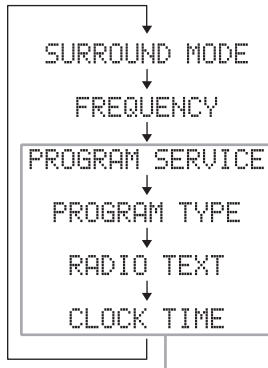 SURROUND MODE
FREQUENCY
PROGRAM SERVICE
PROGRAM TYPE
RADIO TEXT
CLOCK TIME